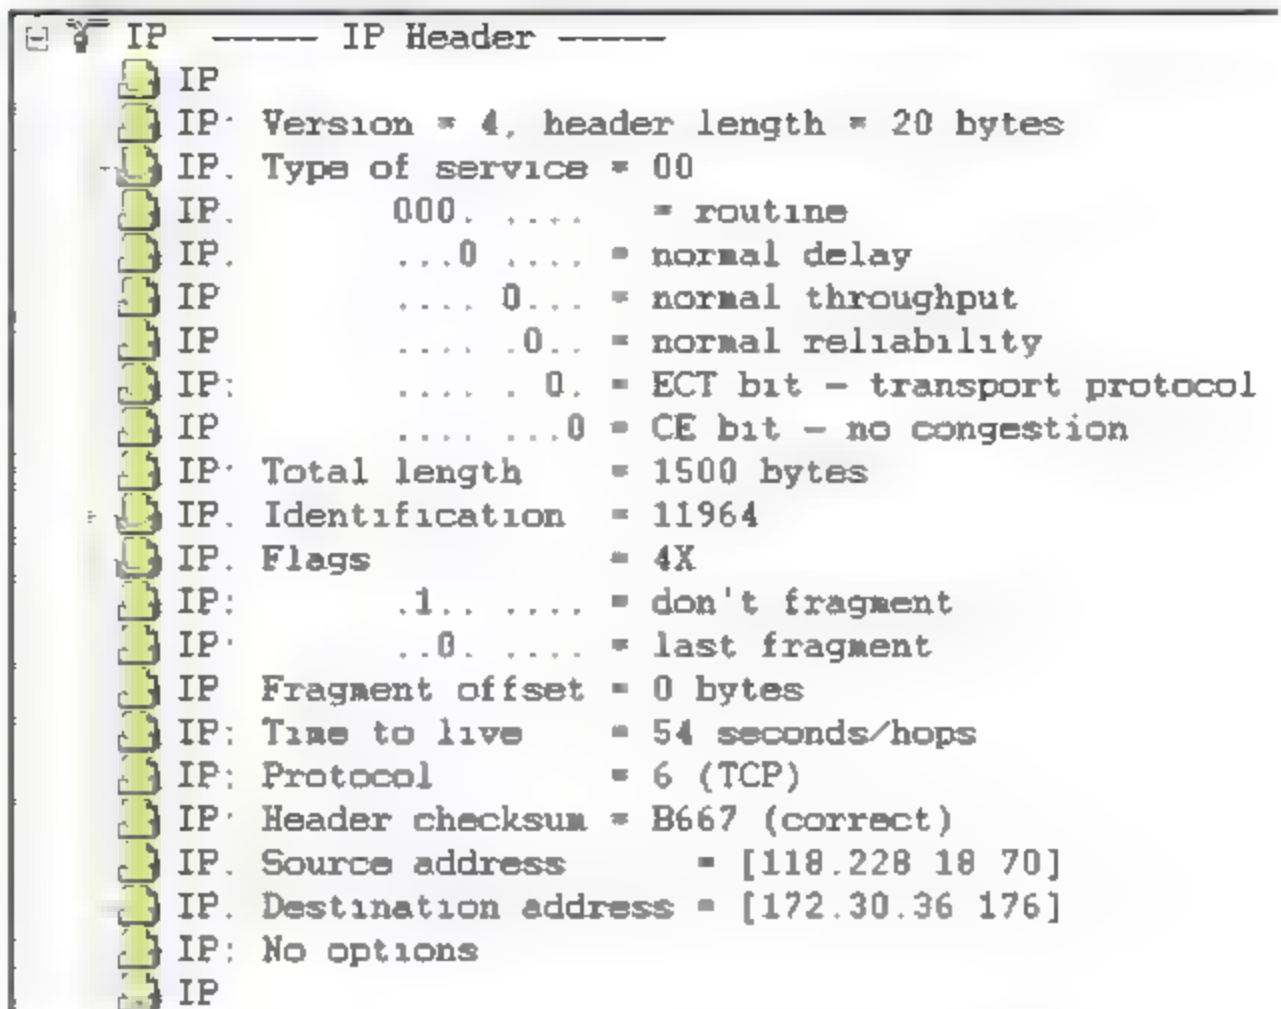 IP ----- IP Header -----
IP
IP: Version = 4, header length = 20 bytes
IP. Type of service = 00
IP. 000. .... = routine
IP. ...0 .... = normal delay
IP .... 0... = normal throughput
IP .... .0.. = normal reliability
IP: .... . 0. = ECT bit - transport protocol
IP .... ...0 = CE bit - no congestion
IP: Total length = 1500 bytes
IP. Identification = 11964
IP. Flags = 4X
IP: .1.. .... = don't fragment
IP: ..0. .... = last fragment
IP Fragment offset = 0 bytes
IP: Time to live = 54 seconds/hops
IP: Protocol = 6 (TCP)
IP: Header checksum = B667 (correct)
IP. Source address = [118.228 18 70]
IP. Destination address = [172.30.36 176]
IP: No options
IP